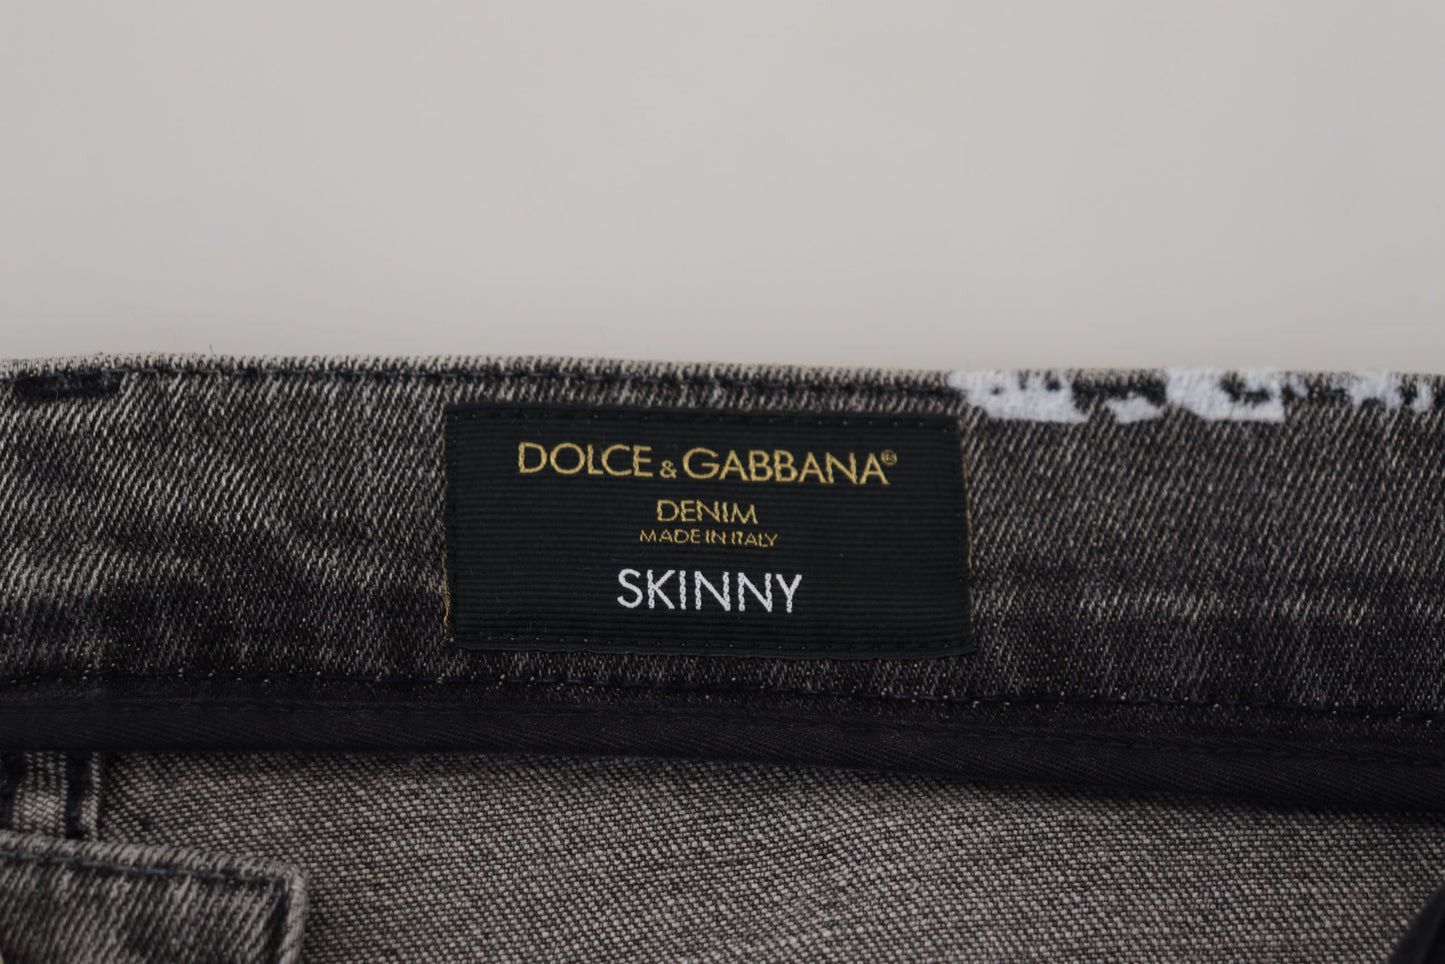 DOLCE & GABBANA®
DENIM
MADE IN ITALY
SKINNY